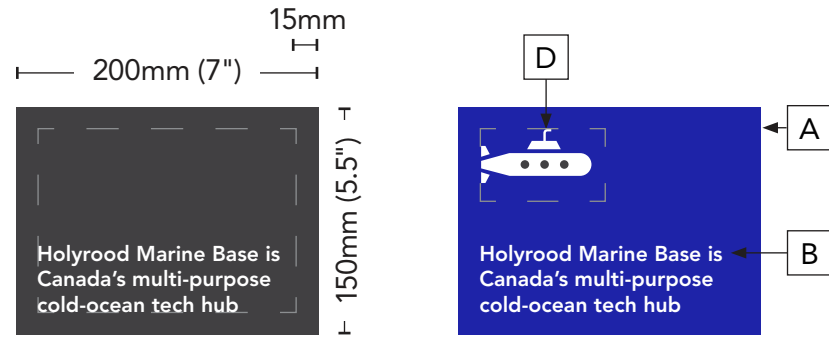 15mm
200mm (7")
150mm (5.5")
Holyrood Marine Base is
Canada’s multi-purpose
cold-ocean tech hub
D
A
B
Holyrood Marine Base is
Canada’s multi-purpose
cold-ocean tech hub